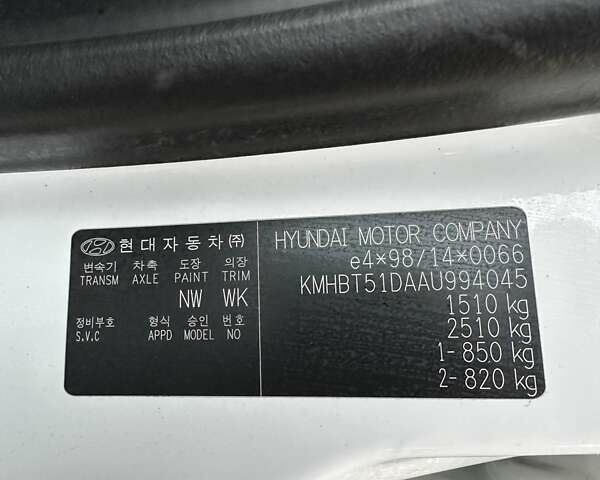 현대자동차㈜
변속기 차축 도장 의장
TRANSM AXLE PAINT TRIM
NW WK
정비부호 형식 승인 번호
S.V.C APPD MODEL NO
HYUNDAI MOTOR COMPANY
e4*98/14*0066
KMHBT51DAAU994045
1510 kg
2510 kg
1- 850 kg
2- 820 kg